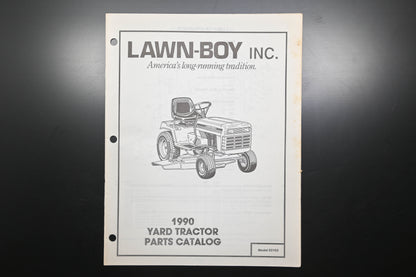 LAWN-BOY INC.
America's long-running tradition.
1990
YARD TRACTOR
PARTS CATALOG